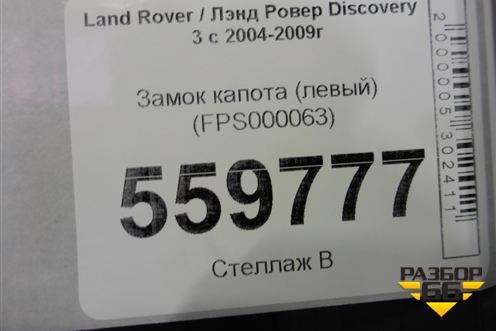 Land Rover / Лэнд Ровер Discovery
3 с 2004-2009г
Замок капота (левый)
(FPS000063)
559777
Стеллаж В
2000005302411
РАЗБОР
66